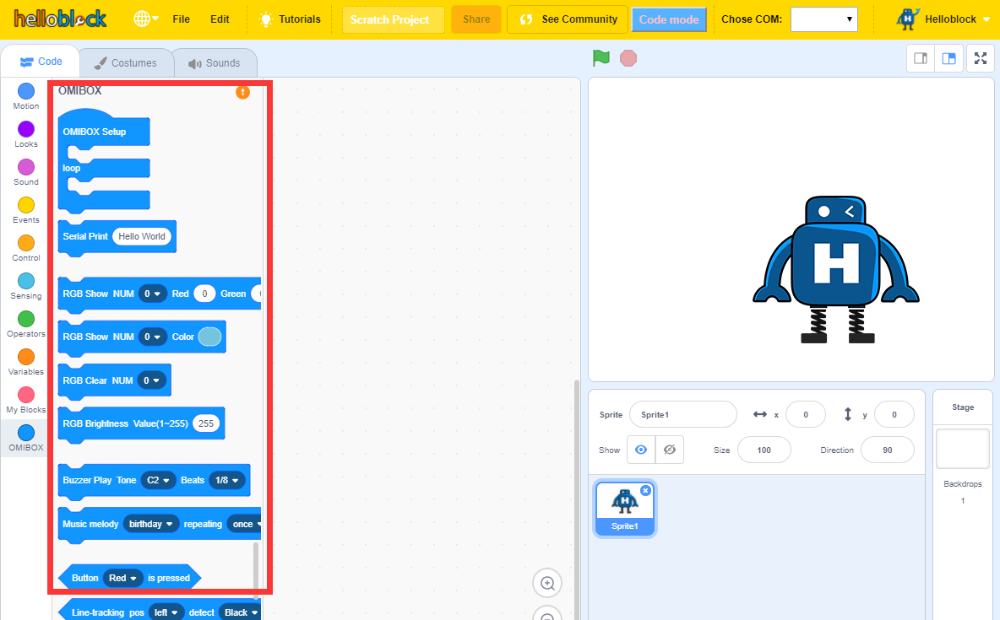 helloblock File Edit Tutorials Scratch Project Share See Community Code mode Chose COM: Helloblock
Code Costumes Sounds
Motion
Looks
Sound
Events
Control
Sensing
Operators
Variables
My Blocks
OMIBOX
OMIBOX
OMIBOX Setup
loop
Serial Print Hello World
RGB Show NUM 0 Red 0 Green
RGB Show NUM 0 Color
RGB Clear NUM 0
RGB Brightness Value(1~255) 255
Buzzer Play Tone C2 Beats 1/8
Music melody birthday repeating once
Button Red is pressed
Line-tracking pos left detect Black
H
Sprite Sprite1 x 0 y 0
Show Size 100 Direction 90
H
Sprite1
Stage
Backdrops
1